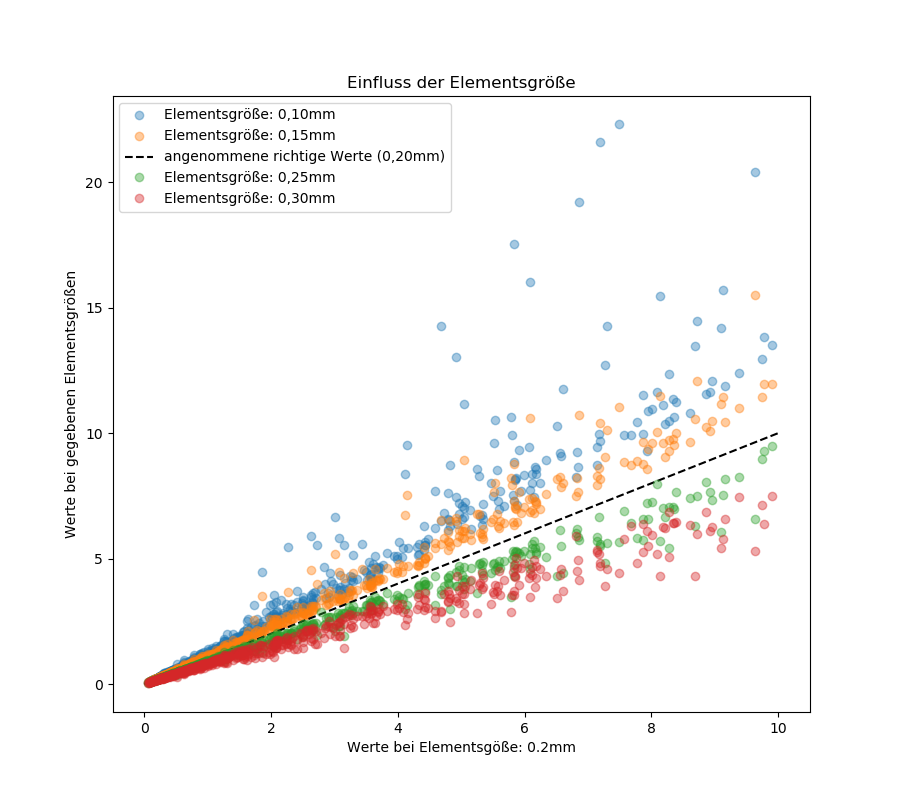 Einfluss der Elementsgröße
Elementsgröße: 0,10mm
Elementsgröße: 0,15mm
angenommene richtige Werte (0,20mm)
Elementsgröße: 0,25mm
Elementsgröße: 0,30mm
Werte bei gegebenen Elementsgrößen
20
15
10
5
0
0 2 4 6 8 10
Werte bei Elementsgöße: 0.2mm